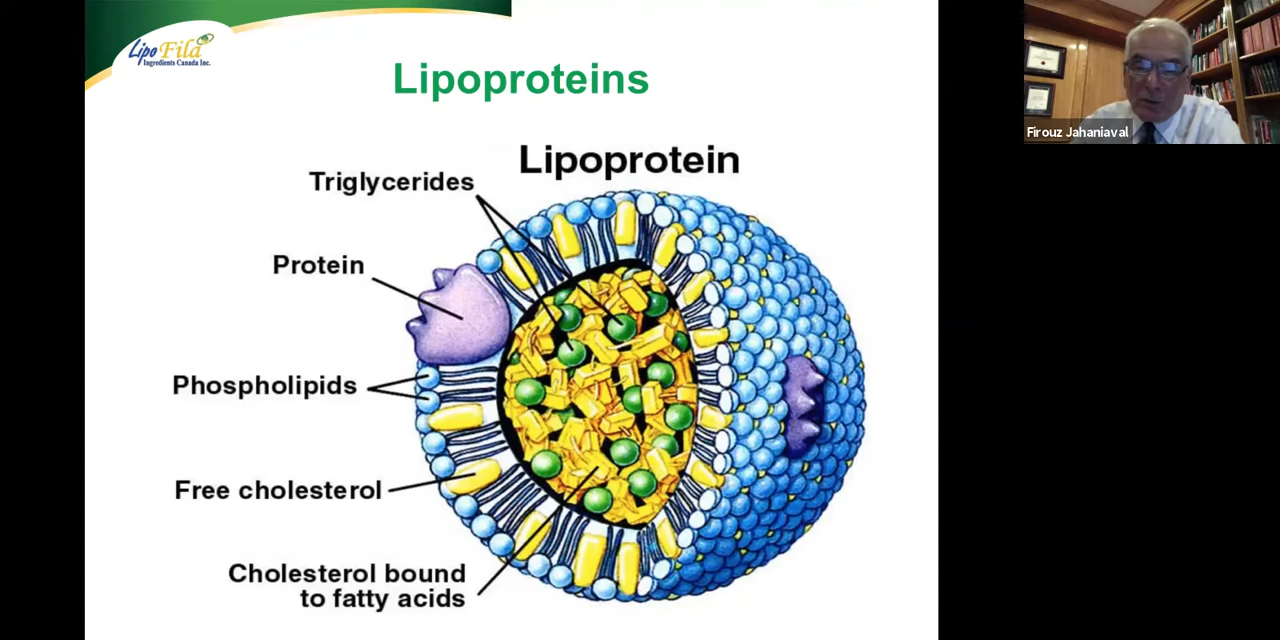 Lipo Fila
Ingredients Canada Inc.
Lipoproteins
Lipoprotein
Triglycerides
Protein
Phospholipids
Free cholesterol
Cholesterol bound
to fatty acids
Firouz Jahaniaval